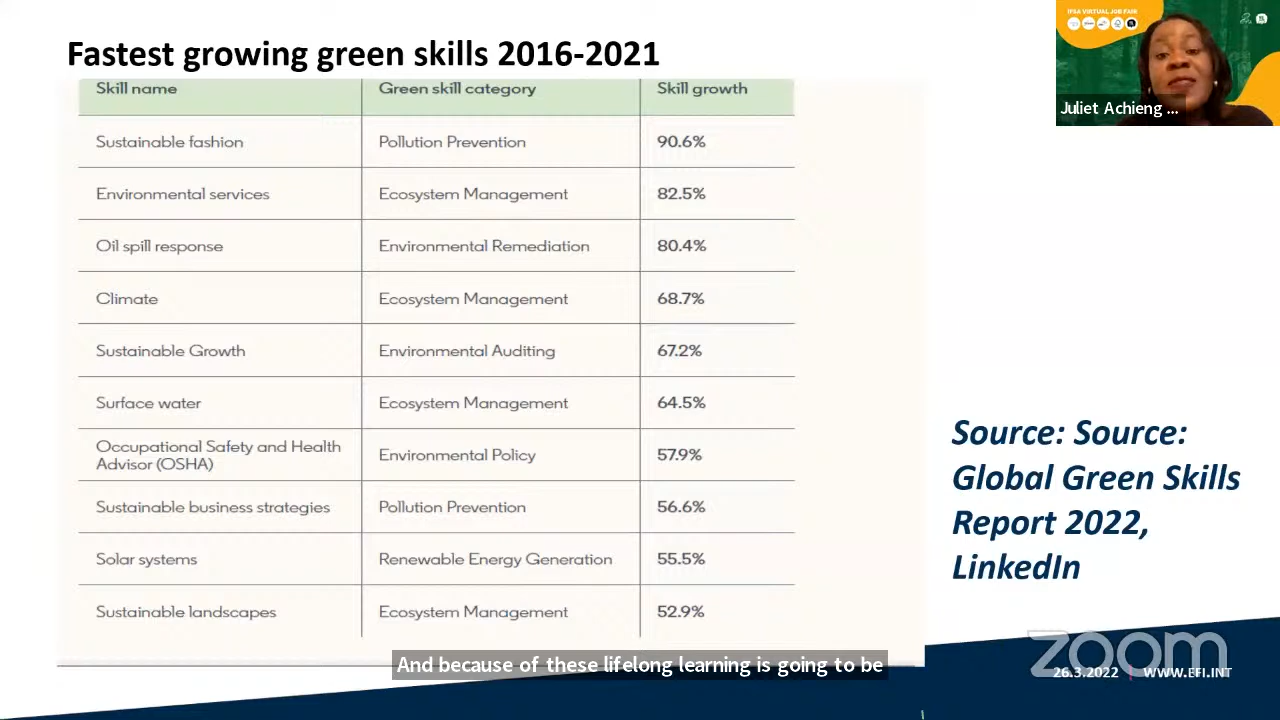 Fastest growing green skills 2016-2021
Skill name Green skill category Skill growth
Sustainable fashion Pollution Prevention 90.6%
Environmental services Ecosystem Management 82.5%
Oil spill response Environmental Remediation 80.4%
Climate Ecosystem Management 68.7%
Sustainable Growth Environmental Auditing 67.2%
Surface water Ecosystem Management 64.5%
Occupational Safety and Health
Advisor (OSHA) Environmental Policy 57.9%
Sustainable business strategies Pollution Prevention 56.6%
Solar systems Renewable Energy Generation 55.5%
Sustainable landscapes Ecosystem Management 52.9%
IFSA VIRTUAL JOB FAIR
Juliet Achieng ...
Source: Source:
Global Green Skills
Report 2022,
LinkedIn
And because of these lifelong learning is going to be
zoom
26.3.2022 | WWW.EFI.INT